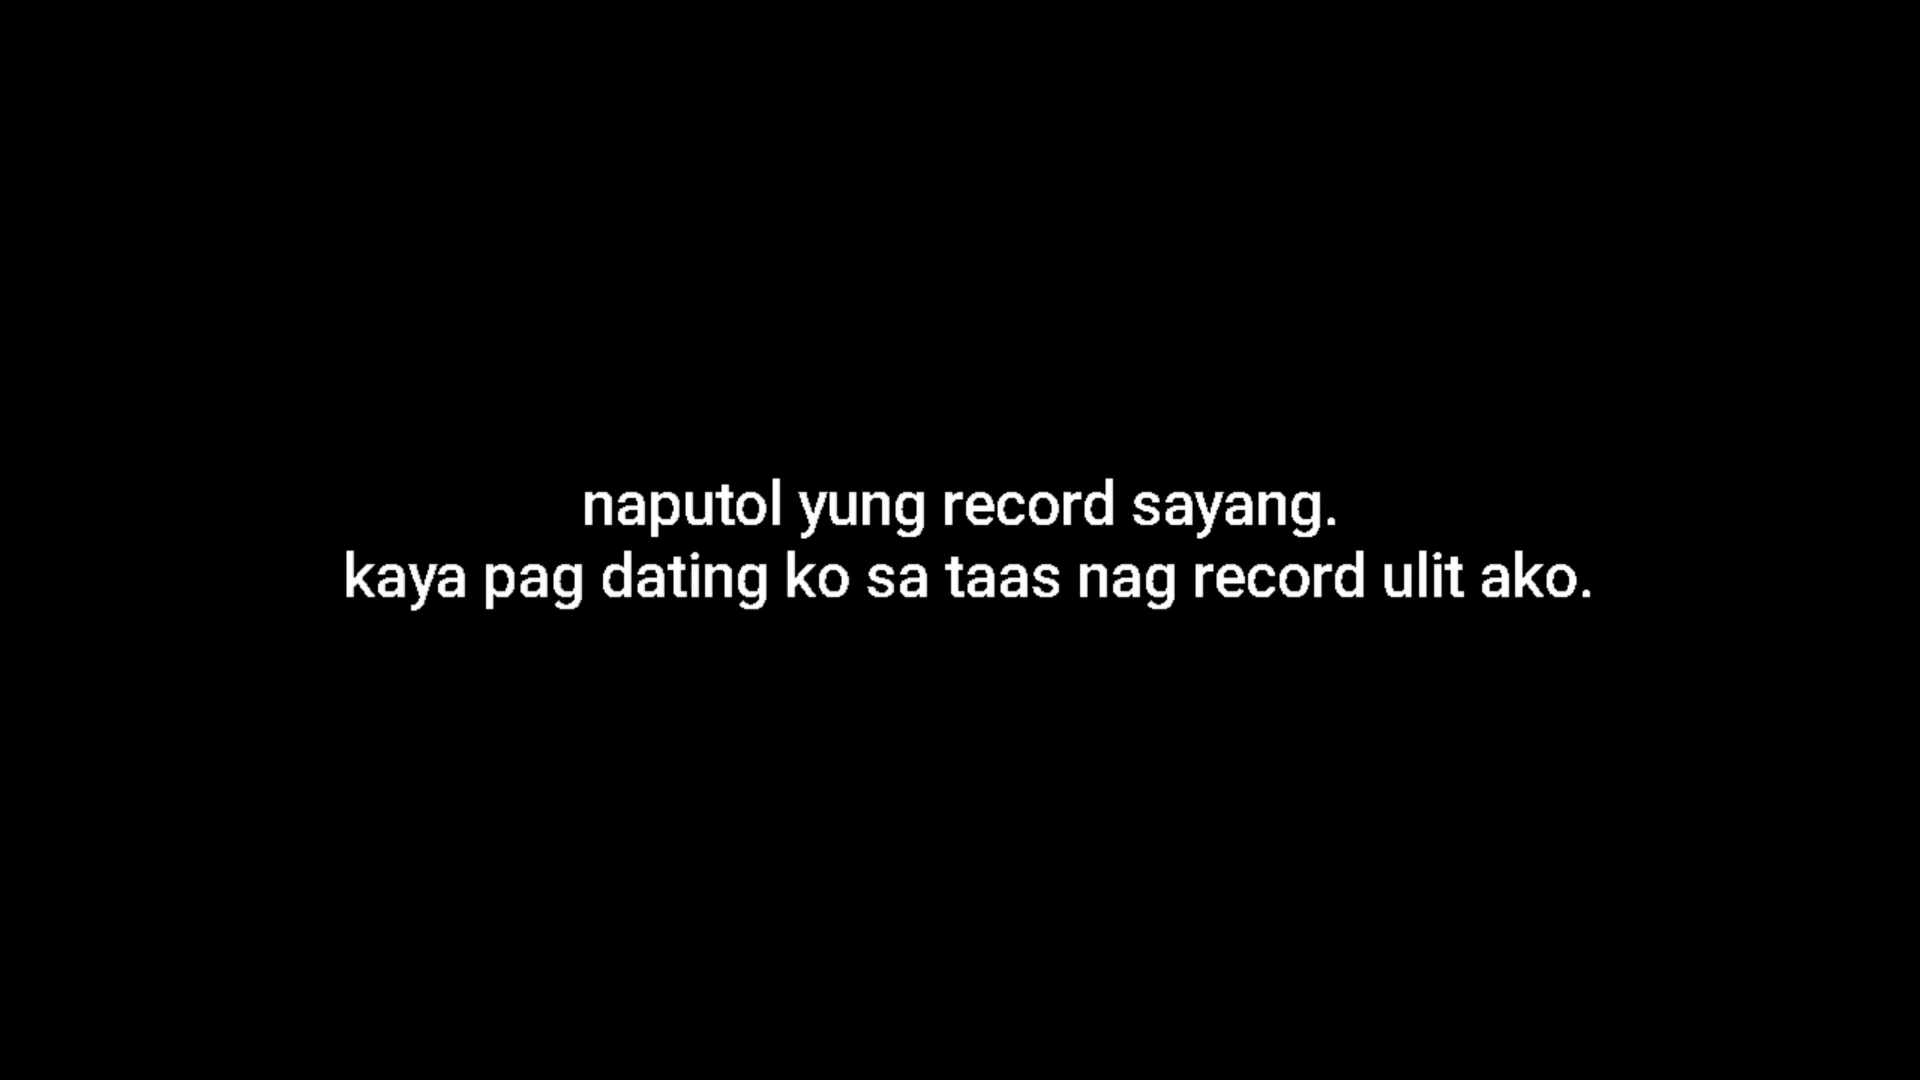 naputol yung record sayang.
kaya pag dating ko sa taas nag record ulit ako.